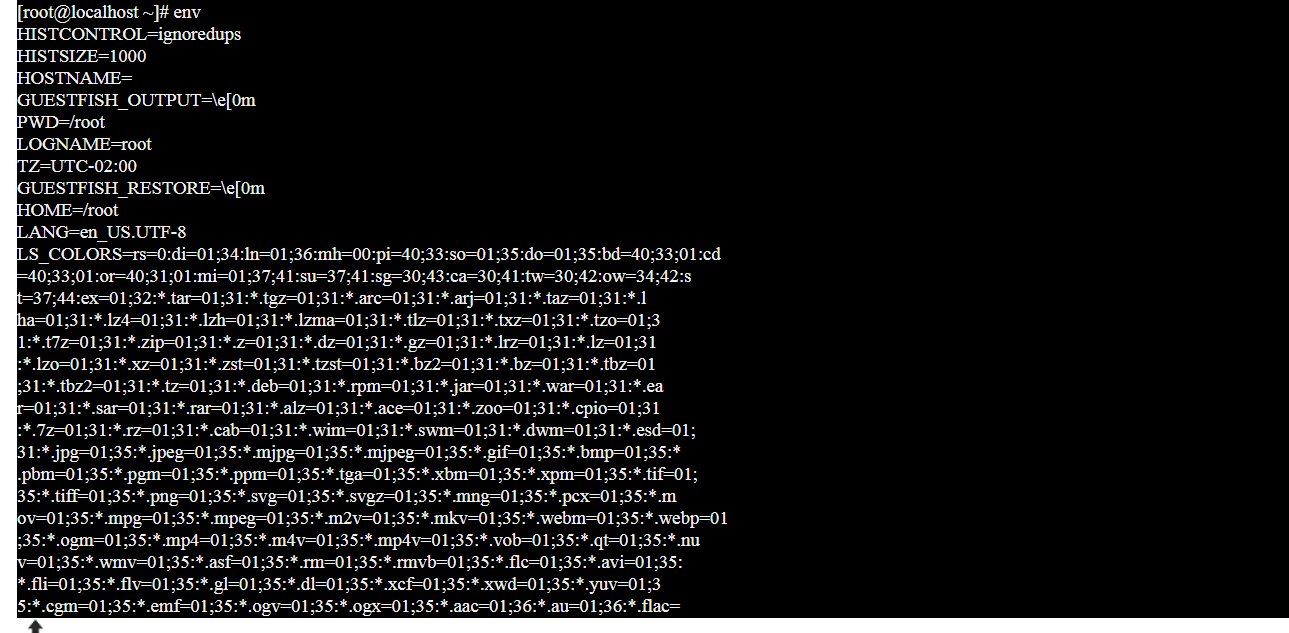 [root@localhost ~]# env
HISTCONTROL=ignoredups
HISTSIZE=1000
HOSTNAME=
GUESTFISH_OUTPUT=\e[0m
PWD=/root
LOGNAME=root
TZ=UTC-02:00
GUESTFISH_RESTORE=\e[0m
HOME=/root
LANG=en_US.UTF-8
LS_COLORS=rs=0:di=01;34:ln=01;36:mh=00:pi=40;33:so=01;35:do=01;35:bd=40;33;01:cd
=40;33;01:or=40;31;01:mi=01;37;41:su=37;41:sg=30;43:ca=30;41:tw=30;42:ow=34;42:s
t=37;44:ex=01;32:*.tar=01;31:*.tgz=01;31:*.arc=01;31:*.arj=01;31:*.taz=01;31:*.l
ha=01;31:*.lz4=01;31:*.lzh=01;31:*.lzma=01;31:*.tlz=01;31:*.txz=01;31:*.tzo=01;3
1:*.t7z=01;31:*.zip=01;31:*.z=01;31:*.dz=01;31:*.gz=01;31:*.lrz=01;31:*.lz=01;31
:*.lzo=01;31:*.xz=01;31:*.zst=01;31:*.tzst=01;31:*.bz2=01;31:*.bz=01;31:*.tbz=01
;31:*.tbz2=01;31:*.tz=01;31:*.deb=01;31:*.rpm=01;31:*.jar=01;31:*.war=01;31:*.ea
r=01;31:*.sar=01;31:*.rar=01;31:*.alz=01;31:*.ace=01;31:*.zoo=01;31:*.cpio=01;31
:*.7z=01;31:*.rz=01;31:*.cab=01;31:*.wim=01;31:*.swm=01;31:*.dwm=01;31:*.esd=01;
31:*.jpg=01;35:*.jpeg=01;35:*.mjpg=01;35:*.mjpeg=01;35:*.gif=01;35:*.bmp=01;35:*
.pbm=01;35:*.pgm=01;35:*.ppm=01;35:*.tga=01;35:*.xbm=01;35:*.xpm=01;35:*.tif=01;
35:*.tiff=01;35:*.png=01;35:*.svg=01;35:*.svgz=01;35:*.mng=01;35:*.pcx=01;35:*.m
ov=01;35:*.mpg=01;35:*.mpeg=01;35:*.m2v=01;35:*.mkv=01;35:*.webm=01;35:*.webp=01
;35:*.ogm=01;35:*.mp4=01;35:*.m4v=01;35:*.mp4v=01;35:*.vob=01;35:*.qt=01;35:*.nu
v=01;35:*.wmv=01;35:*.asf=01;35:*.rm=01;35:*.rmvb=01;35:*.flc=01;35:*.avi=01;35:
*.fli=01;35:*.flv=01;35:*.gl=01;35:*.dl=01;35:*.xcf=01;35:*.xwd=01;35:*.yuv=01;3
5:*.cgm=01;35:*.emf=01;35:*.ogv=01;35:*.ogx=01;35:*.aac=01;36:*.au=01;36:*.flac=